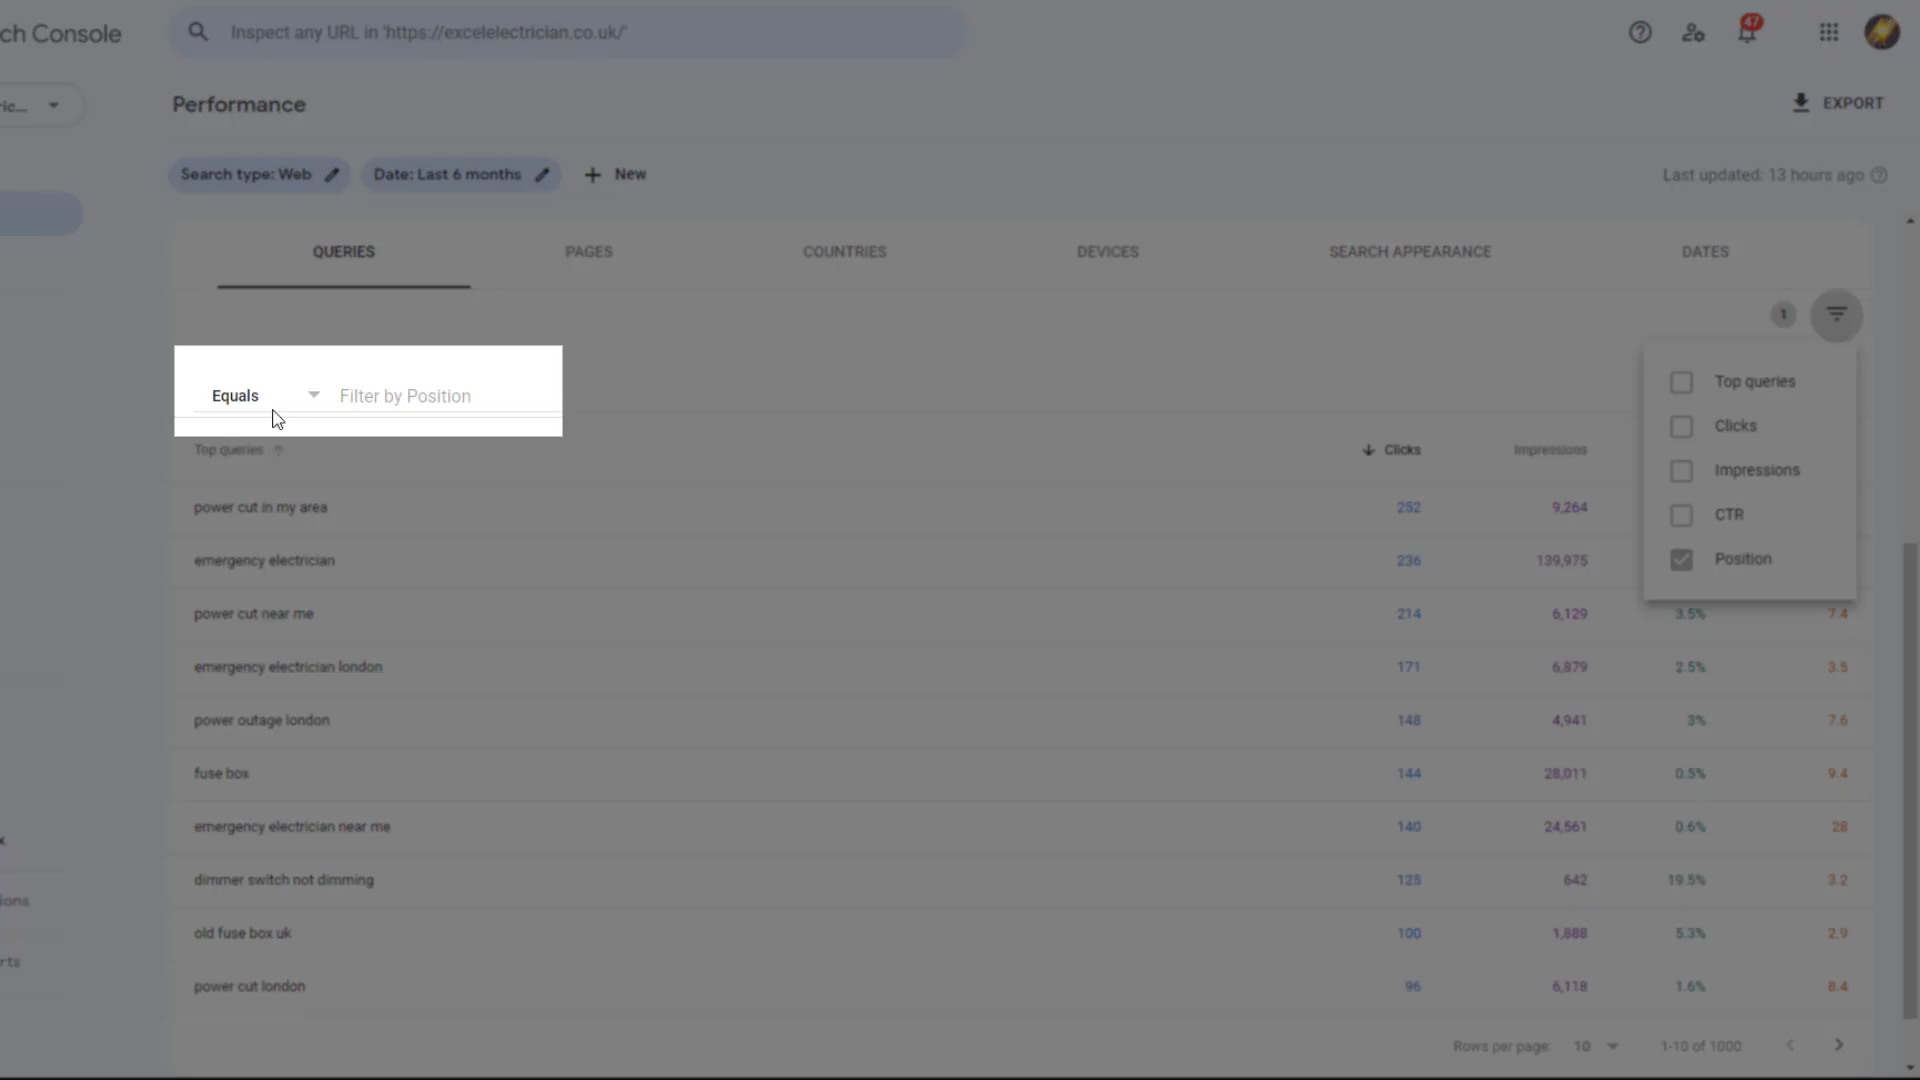 ch Console
Inspect any URL in 'https://excelelectrician.co.uk/'
47
ric...
Performance
EXPORT
Search type: Web
Date: Last 6 months
New
Last updated: 13 hours ago
QUERIES
PAGES
COUNTRIES
DEVICES
SEARCH APPEARANCE
DATES
1
Equals
Filter by Position
Top queries
Clicks
Impressions
CTR
Position
Top queries Clicks Impressions
power cut in my area 252 9,264
emergency electrician 236 139,975
power cut near me 214 6,129 3.5% 7.4
emergency electrician london 171 6,879 2.5% 3.5
power outage london 148 4,941 3% 7.6
fuse box 144 28,011 0.5% 9.4
emergency electrician near me 140 24,561 0.6% 28
dimmer switch not dimming 125 642 19.5% 3.2
old fuse box uk 100 1,888 5.3% 2.9
power cut london 96 6,118 1.6% 8.4
x
ions
rts
Rows per page: 10 1-10 of 1000